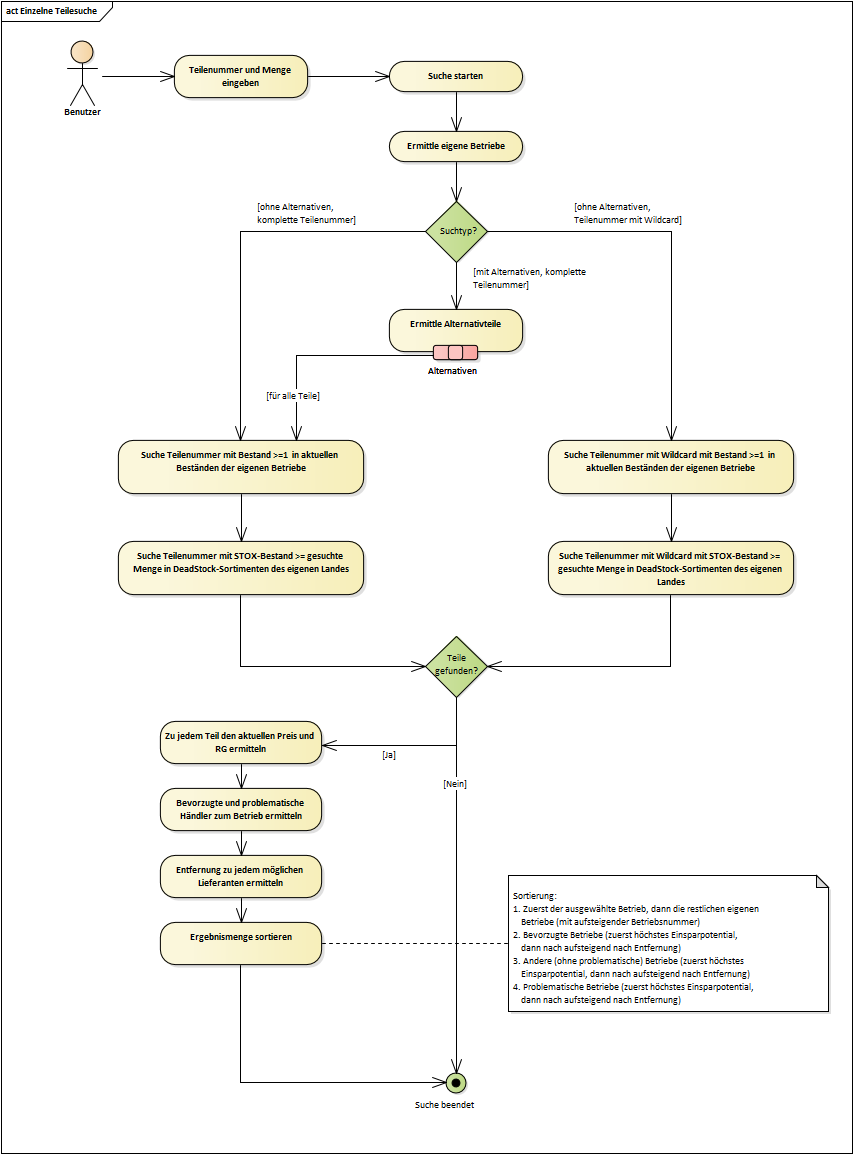 act Einzelne Teilesuche
Benutzer
Teilenummer und Menge
eingeben
Suche starten
Ermittle eigene Betriebe
Suchtyp?
[ohne Alternativen,
komplette Teilenummer]
[ohne Alternativen,
Teilenummer mit Wildcard]
[mit Alternativen, komplette
Teilenummer]
Ermittle Alternativteile
Alternativen
[für alle Teile]
Suche Teilenummer mit Bestand >=1 in aktuellen
Beständen der eigenen Betriebe
Suche Teilenummer mit Wildcard mit Bestand >=1 in
aktuellen Beständen der eigenen Betriebe
Suche Teilenummer mit STOX-Bestand >= gesuchte
Menge in DeadStock-Sortimenten des eigenen Landes
Suche Teilenummer mit Wildcard mit STOX-Bestand >=
gesuchte Menge in DeadStock-Sortimenten des eigenen
Landes
Teile
gefunden?
[Ja]
[Nein]
Zu jedem Teil den aktuellen Preis und
RG ermitteln
Bevorzugte und problematische
Händler zum Betrieb ermitteln
Entfernung zu jedem möglichen
Lieferanten ermitteln
Ergebnismenge sortieren
Sortierung:
1. Zuerst der ausgewählte Betrieb, dann die restlichen eigenen
Betriebe (mit aufsteigender Betriebsnummer)
2. Bevorzugte Betriebe (zuerst höchstes Einsparpotential,
dann nach aufsteigend nach Entfernung)
3. Andere (ohne problematische) Betriebe (zuerst höchstes
Einsparpotential, dann nach aufsteigend nach Entfernung)
4. Problematische Betriebe (zuerst höchstes Einsparpotential,
dann nach aufsteigend nach Entfernung)
Suche beendet